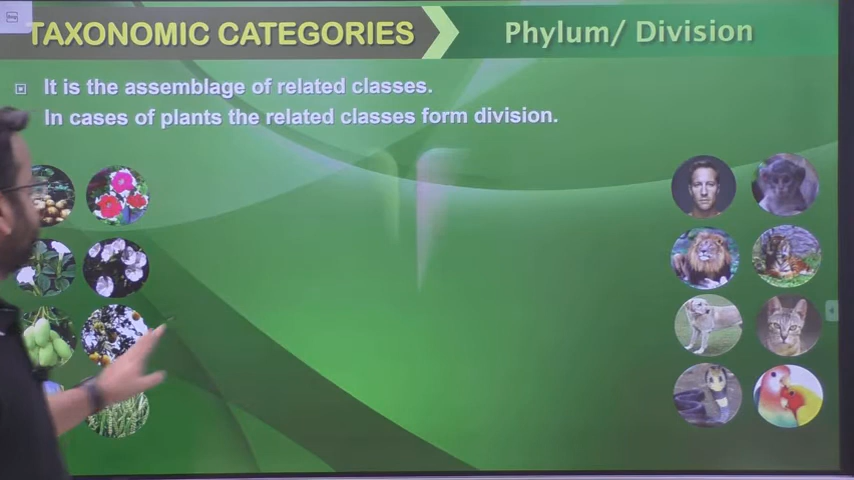 TAXONOMIC CATEGORIES
Phylum/ Division
It is the assemblage of related classes.
In cases of plants the related classes form division.